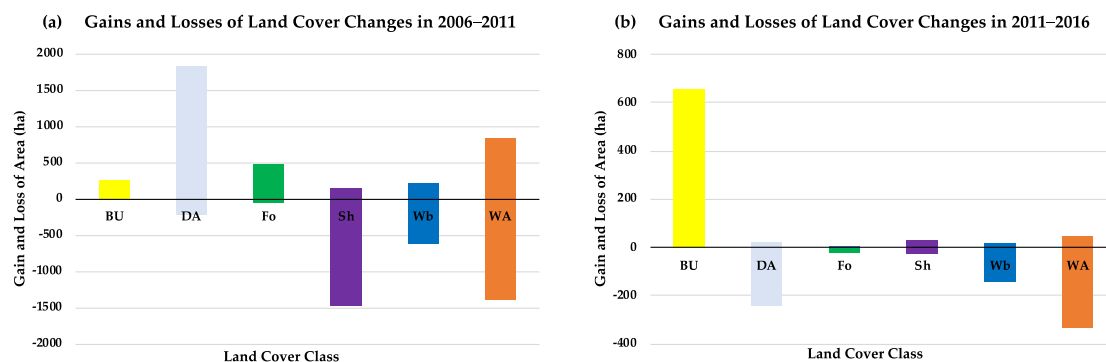 (a) Gains and Losses of Land Cover Changes in 2006–2011
2000
1500
1000
500
0
-500
-1000
-1500
-2000
Gain and Loss of Area (ha)
BU DA Fo Sh Wb WA
Land Cover Class
(b) Gains and Losses of Land Cover Changes in 2011–2016
800
600
400
200
0
-200
-400
Gain and Loss of Area (ha)
BU DA Fo Sh Wb WA
Land Cover Class